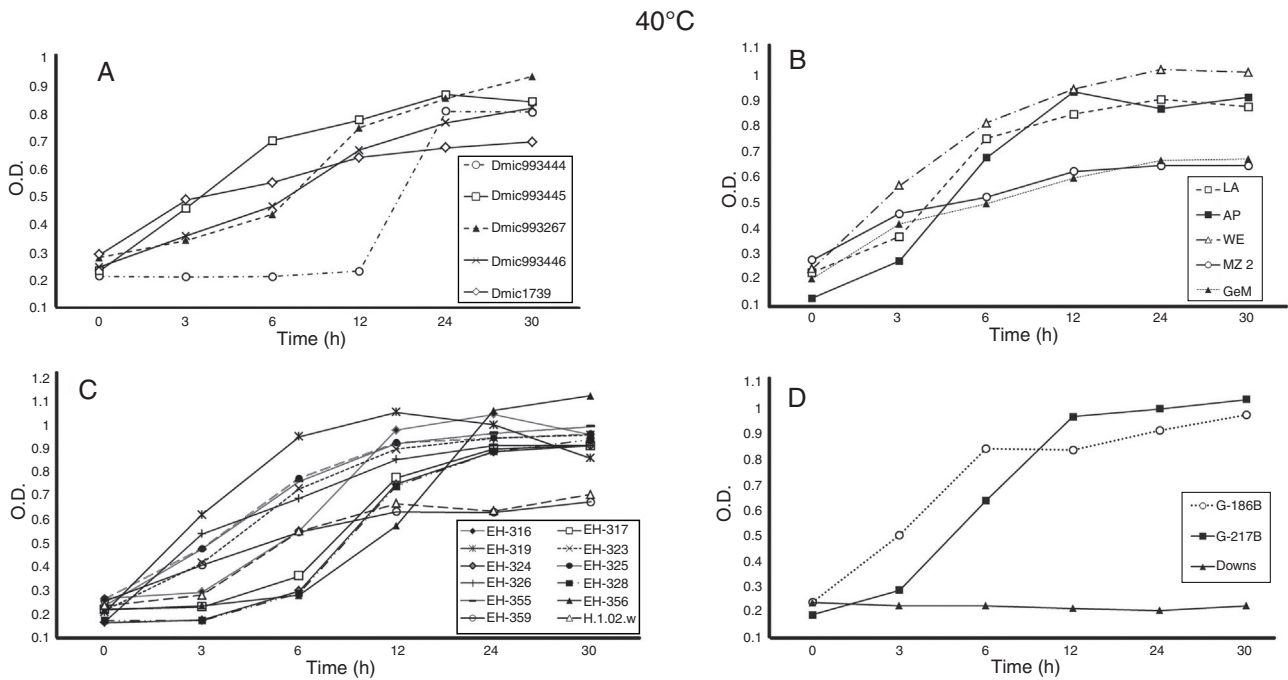 40°C
A
O.D.
1
0.9
0.8
0.7
0.6
0.5
0.4
0.3
0.2
0.1
0 3 6 12 24 30
Time (h)
Dmic993444
Dmic993445
Dmic993267
Dmic993446
Dmic1739
B
O.D.
1.1
1
0.9
0.8
0.7
0.6
0.5
0.4
0.3
0.2
0.1
0 3 6 12 24 30
Time (h)
LA
AP
WE
MZ 2
GeM
C
O.D.
1.2
1.1
1
0.9
0.8
0.7
0.6
0.5
0.4
0.3
0.2
0.1
0 3 6 12 24 30
Time (h)
EH-316 EH-317
EH-319 EH-323
EH-324 EH-325
EH-326 EH-328
EH-355 EH-356
EH-359 H.1.02.w
D
O.D.
1.1
1
0.9
0.8
0.7
0.6
0.5
0.4
0.3
0.2
0.1
0 3 6 12 24 30
Time (h)
G-186B
G-217B
Downs